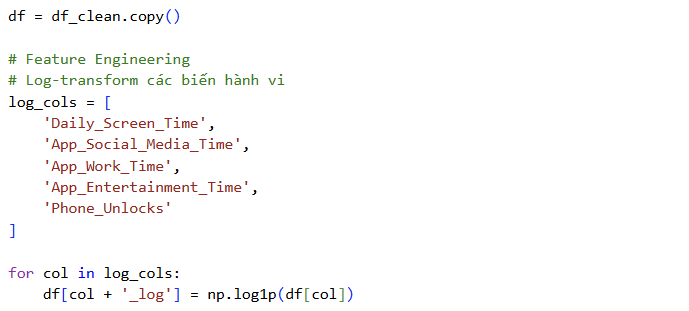 df = df_clean.copy()
# Feature Engineering
# Log-transform các biến hành vi
log_cols = [
    'Daily_Screen_Time',
    'App_Social_Media_Time',
    'App_Work_Time',
    'App_Entertainment_Time',
    'Phone_Unlocks'
]
for col in log_cols:
    df[col + '_log'] = np.log1p(df[col])